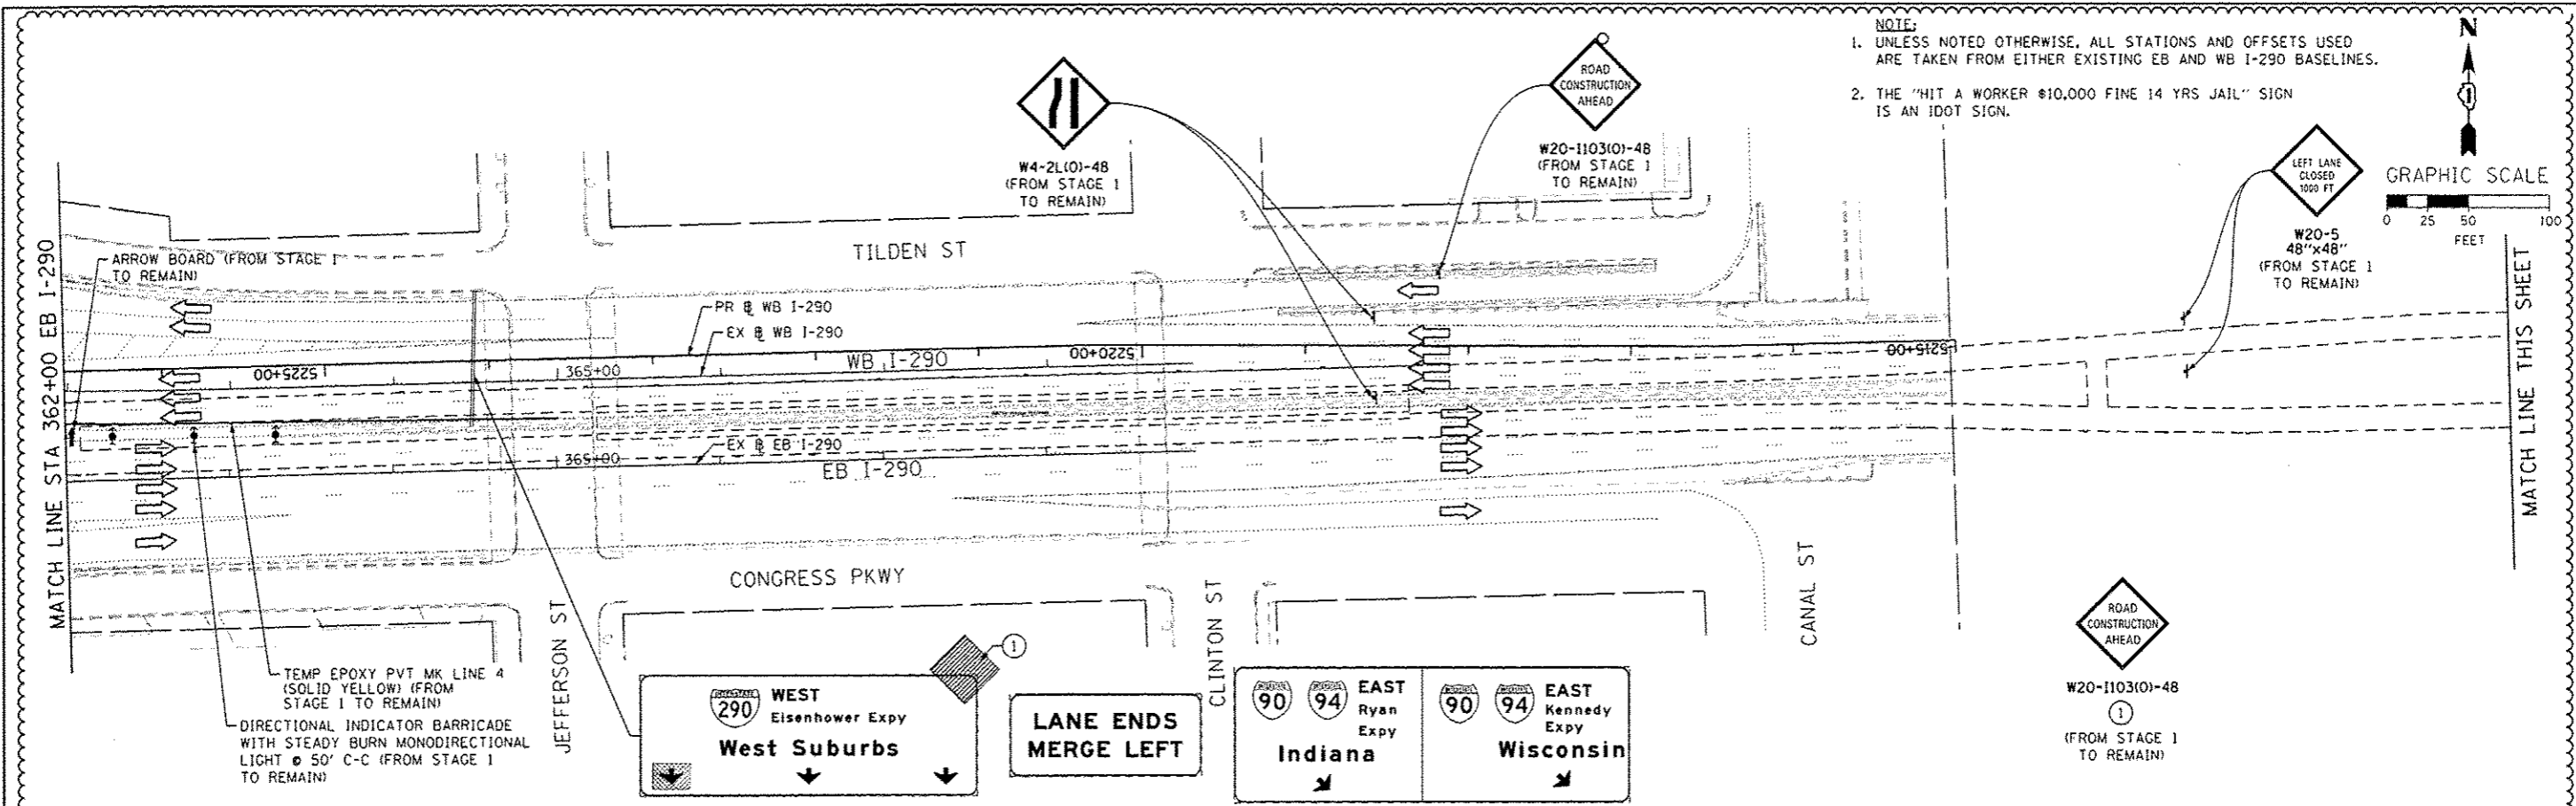 NOTE:
1. UNLESS NOTED OTHERWISE, ALL STATIONS AND OFFSETS USED
ARE TAKEN FROM EITHER EXISTING EB AND WB I-290 BASELINES.
2. THE "HIT A WORKER $10,000 FINE 14 YRS JAIL" SIGN
IS AN IDOT SIGN.
N
GRAPHIC SCALE
0 25 50 100
FEET
W4-2L(O)-48
(FROM STAGE 1
TO REMAIN)
ROAD
CONSTRUCTION
AHEAD
W20-I103(O)-48
(FROM STAGE 1
TO REMAIN)
LEFT LANE
CLOSED
1000 FT
W20-5
48"x48"
(FROM STAGE 1
TO REMAIN)
MATCH LINE STA 362+00 EB I-290
ARROW BOARD (FROM STAGE 1
TO REMAIN)
TILDEN ST
PR ℄ WB I-290
EX ℄ WB I-290
WB I-290
5225+00
365+00
5220+00
5215+00
EX ℄ EB I-290
365+00
EB I-290
MATCH LINE THIS SHEET
CONGRESS PKWY
JEFFERSON ST
CLINTON ST
CANAL ST
TEMP EPOXY PVT MK LINE 4
(SOLID YELLOW) (FROM
STAGE 1 TO REMAIN)
DIRECTIONAL INDICATOR BARRICADE
WITH STEADY BURN MONODIRECTIONAL
LIGHT @ 50' C-C (FROM STAGE 1
TO REMAIN)
1
290 WEST
Eisenhower Expy
West Suburbs
LANE ENDS
MERGE LEFT
90 94 EAST
Ryan
Expy
Indiana
90 94 EAST
Kennedy
Expy
Wisconsin
ROAD
CONSTRUCTION
AHEAD
W20-I103(O)-48
1
(FROM STAGE 1
TO REMAIN)